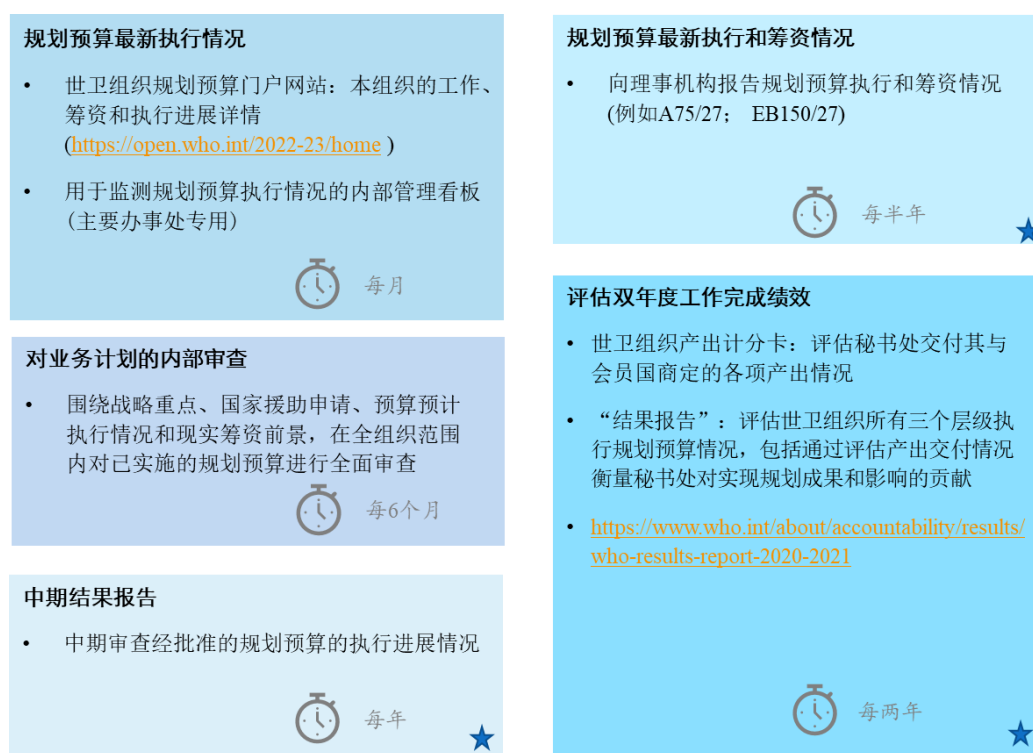 规划预算最新执行情况
• 世卫组织规划预算门户网站：本组织的工作、
筹资和执行进展详情
(https://open.who.int/2022-23/home )
• 用于监测规划预算执行情况的内部管理看板
(主要办事处专用)
每月
对业务计划的内部审查
• 围绕战略重点、国家援助申请、预算预计
执行情况和现实筹资前景，在全组织范围
内对已实施的规划预算进行全面审查
每6个月
中期结果报告
• 中期审查经批准的规划预算的执行进展情况
每年
规划预算最新执行和筹资情况
• 向理事机构报告规划预算执行和筹资情况
(例如A75/27； EB150/27)
每半年
评估双年度工作完成绩效
• 世卫组织产出计分卡：评估秘书处交付其与
会员国商定的各项产出情况
• “结果报告”：评估世卫组织所有三个层级执
行规划预算情况，包括通过评估产出交付情况
衡量秘书处对实现规划成果和影响的贡献
• https://www.who.int/about/accountability/results/
who-results-report-2020-2021
每两年